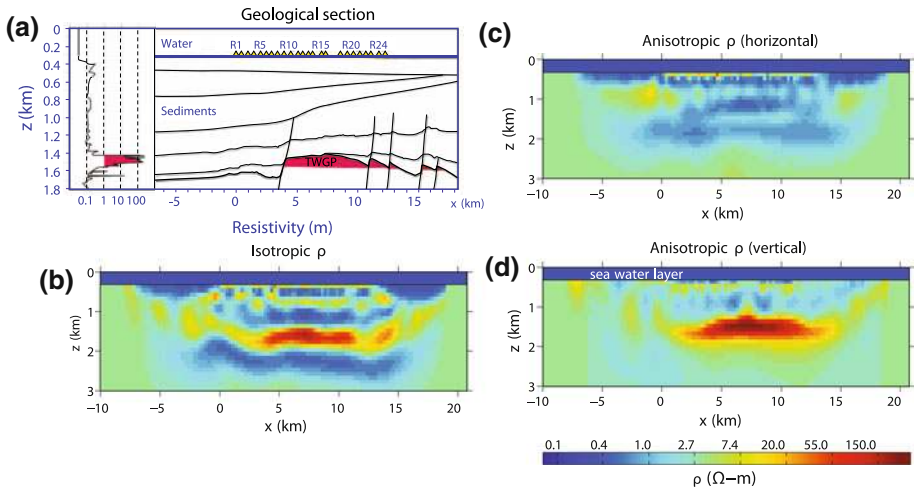 (a)
Geological section
0
0.2
0.4
0.6
0.8
1.0
1.2
1.4
1.6
1.8
z (km)
Water
R1 R5 R10 R15 R20 R24
Sediments
TWGP
0.1 1 10 100
-5 0 5 10 15 x (km)
Resistivity (m)
(b)
Isotropic ρ
0
1
2
3
z (km)
−10 −5 0 5 10 15 20
x (km)
(c)
Anisotropic ρ (horizontal)
0
1
2
3
z (km)
−10 −5 0 5 10 15 20
x (km)
(d)
Anisotropic ρ (vertical)
sea water layer
0
1
2
3
z (km)
−10 −5 0 5 10 15 20
x (km)
0.1 0.4 1.0 2.7 7.4 20.0 55.0 150.0
ρ (Ω−m)